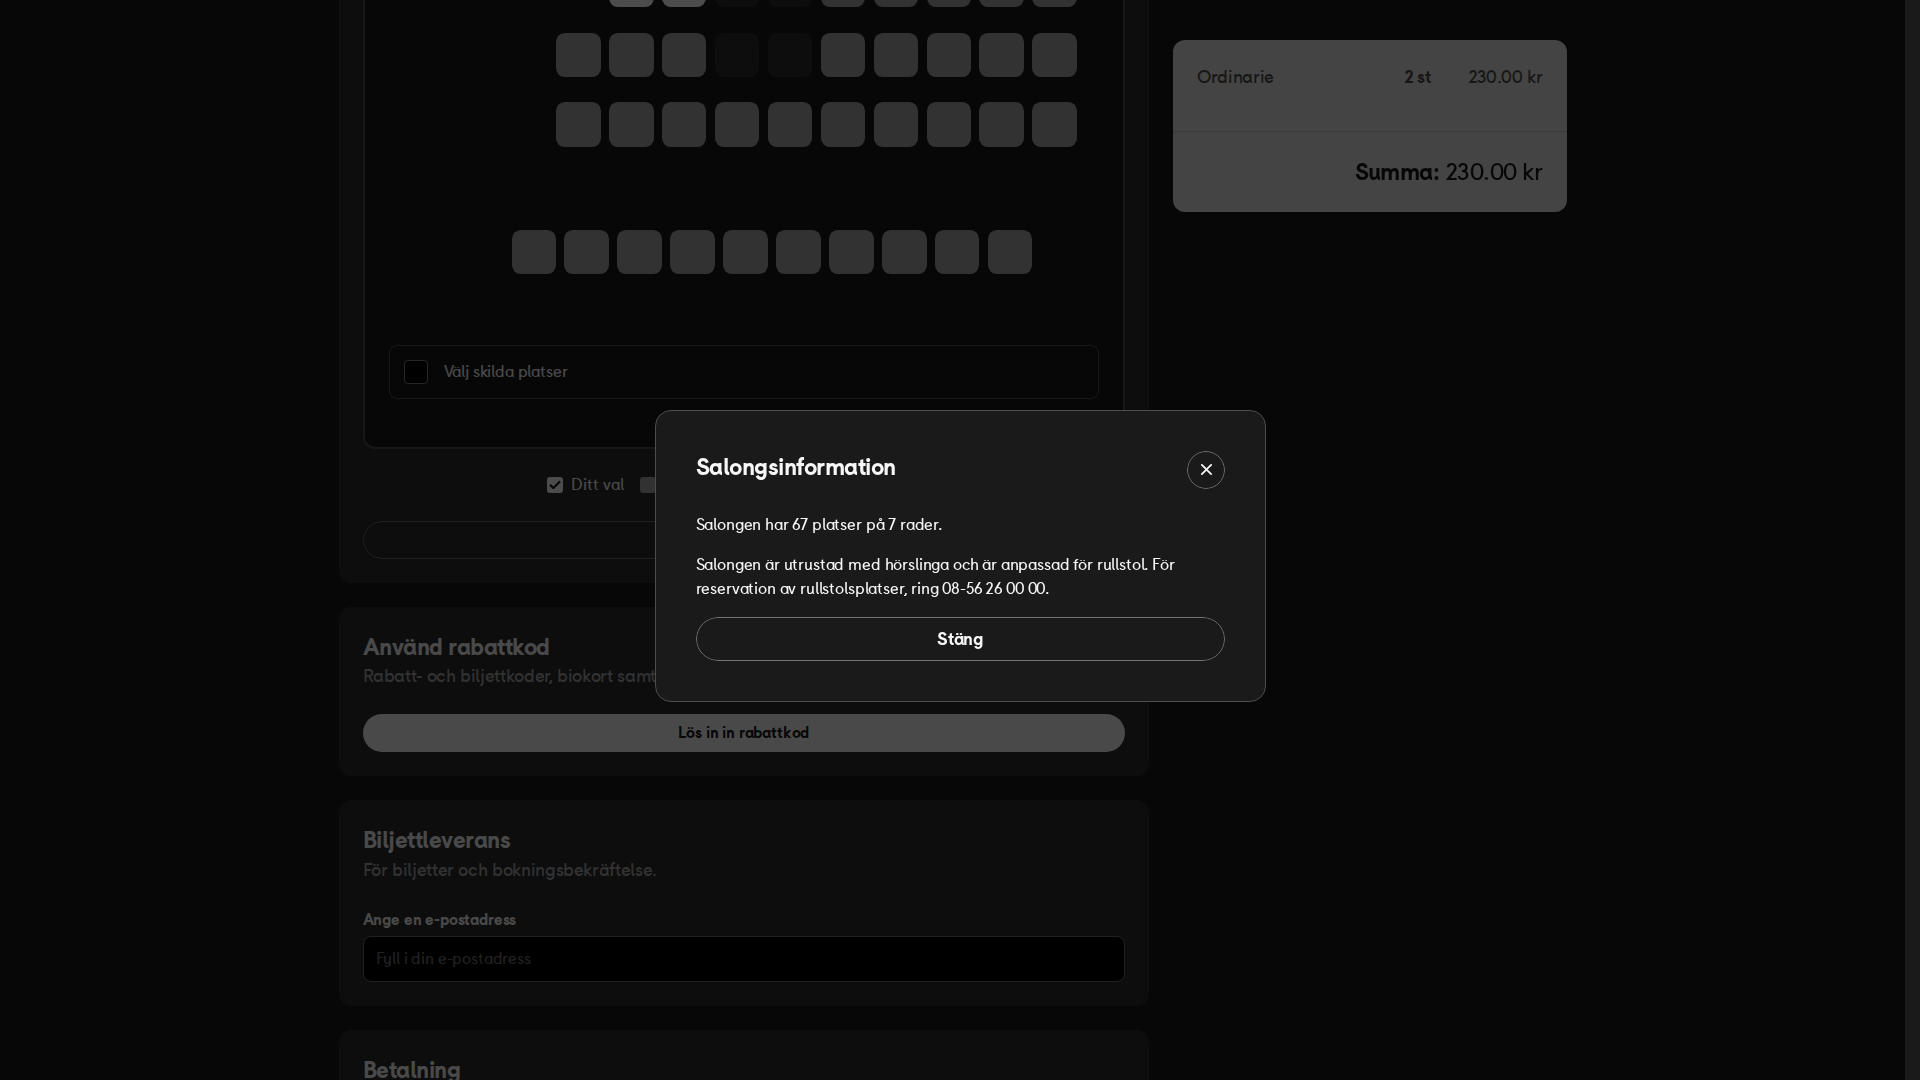 Ordinarie 2 st 230.00 kr
Summa: 230.00 kr
Välj skilda platser
Ditt val
Salongsinformation
Salongen har 67 platser på 7 rader.
Salongen är utrustad med hörslinga och är anpassad för rullstol. För
reservation av rullstolsplatser, ring 08-56 26 00 00.
Stäng
Använd rabattkod
Rabatt- och biljettkoder, biokort samt
Lös in in rabattkod
Biljettleverans
För biljetter och bokningsbekräftelse.
Ange en e-postadress
Fyll i din e-postadress
Betalning